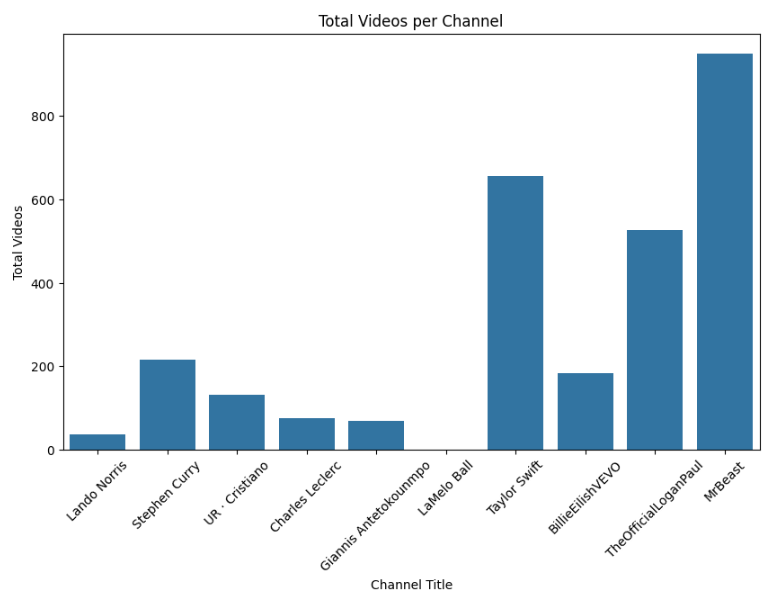 Total Videos per Channel
Total Videos
800
600
400
200
0
Lando Norris
Stephen Curry
UR · Cristiano
Charles Leclerc
Giannis Antetokounmpo
LaMelo Ball
Taylor Swift
BillieEilishVEVO
TheOfficialLoganPaul
MrBeast
Channel Title